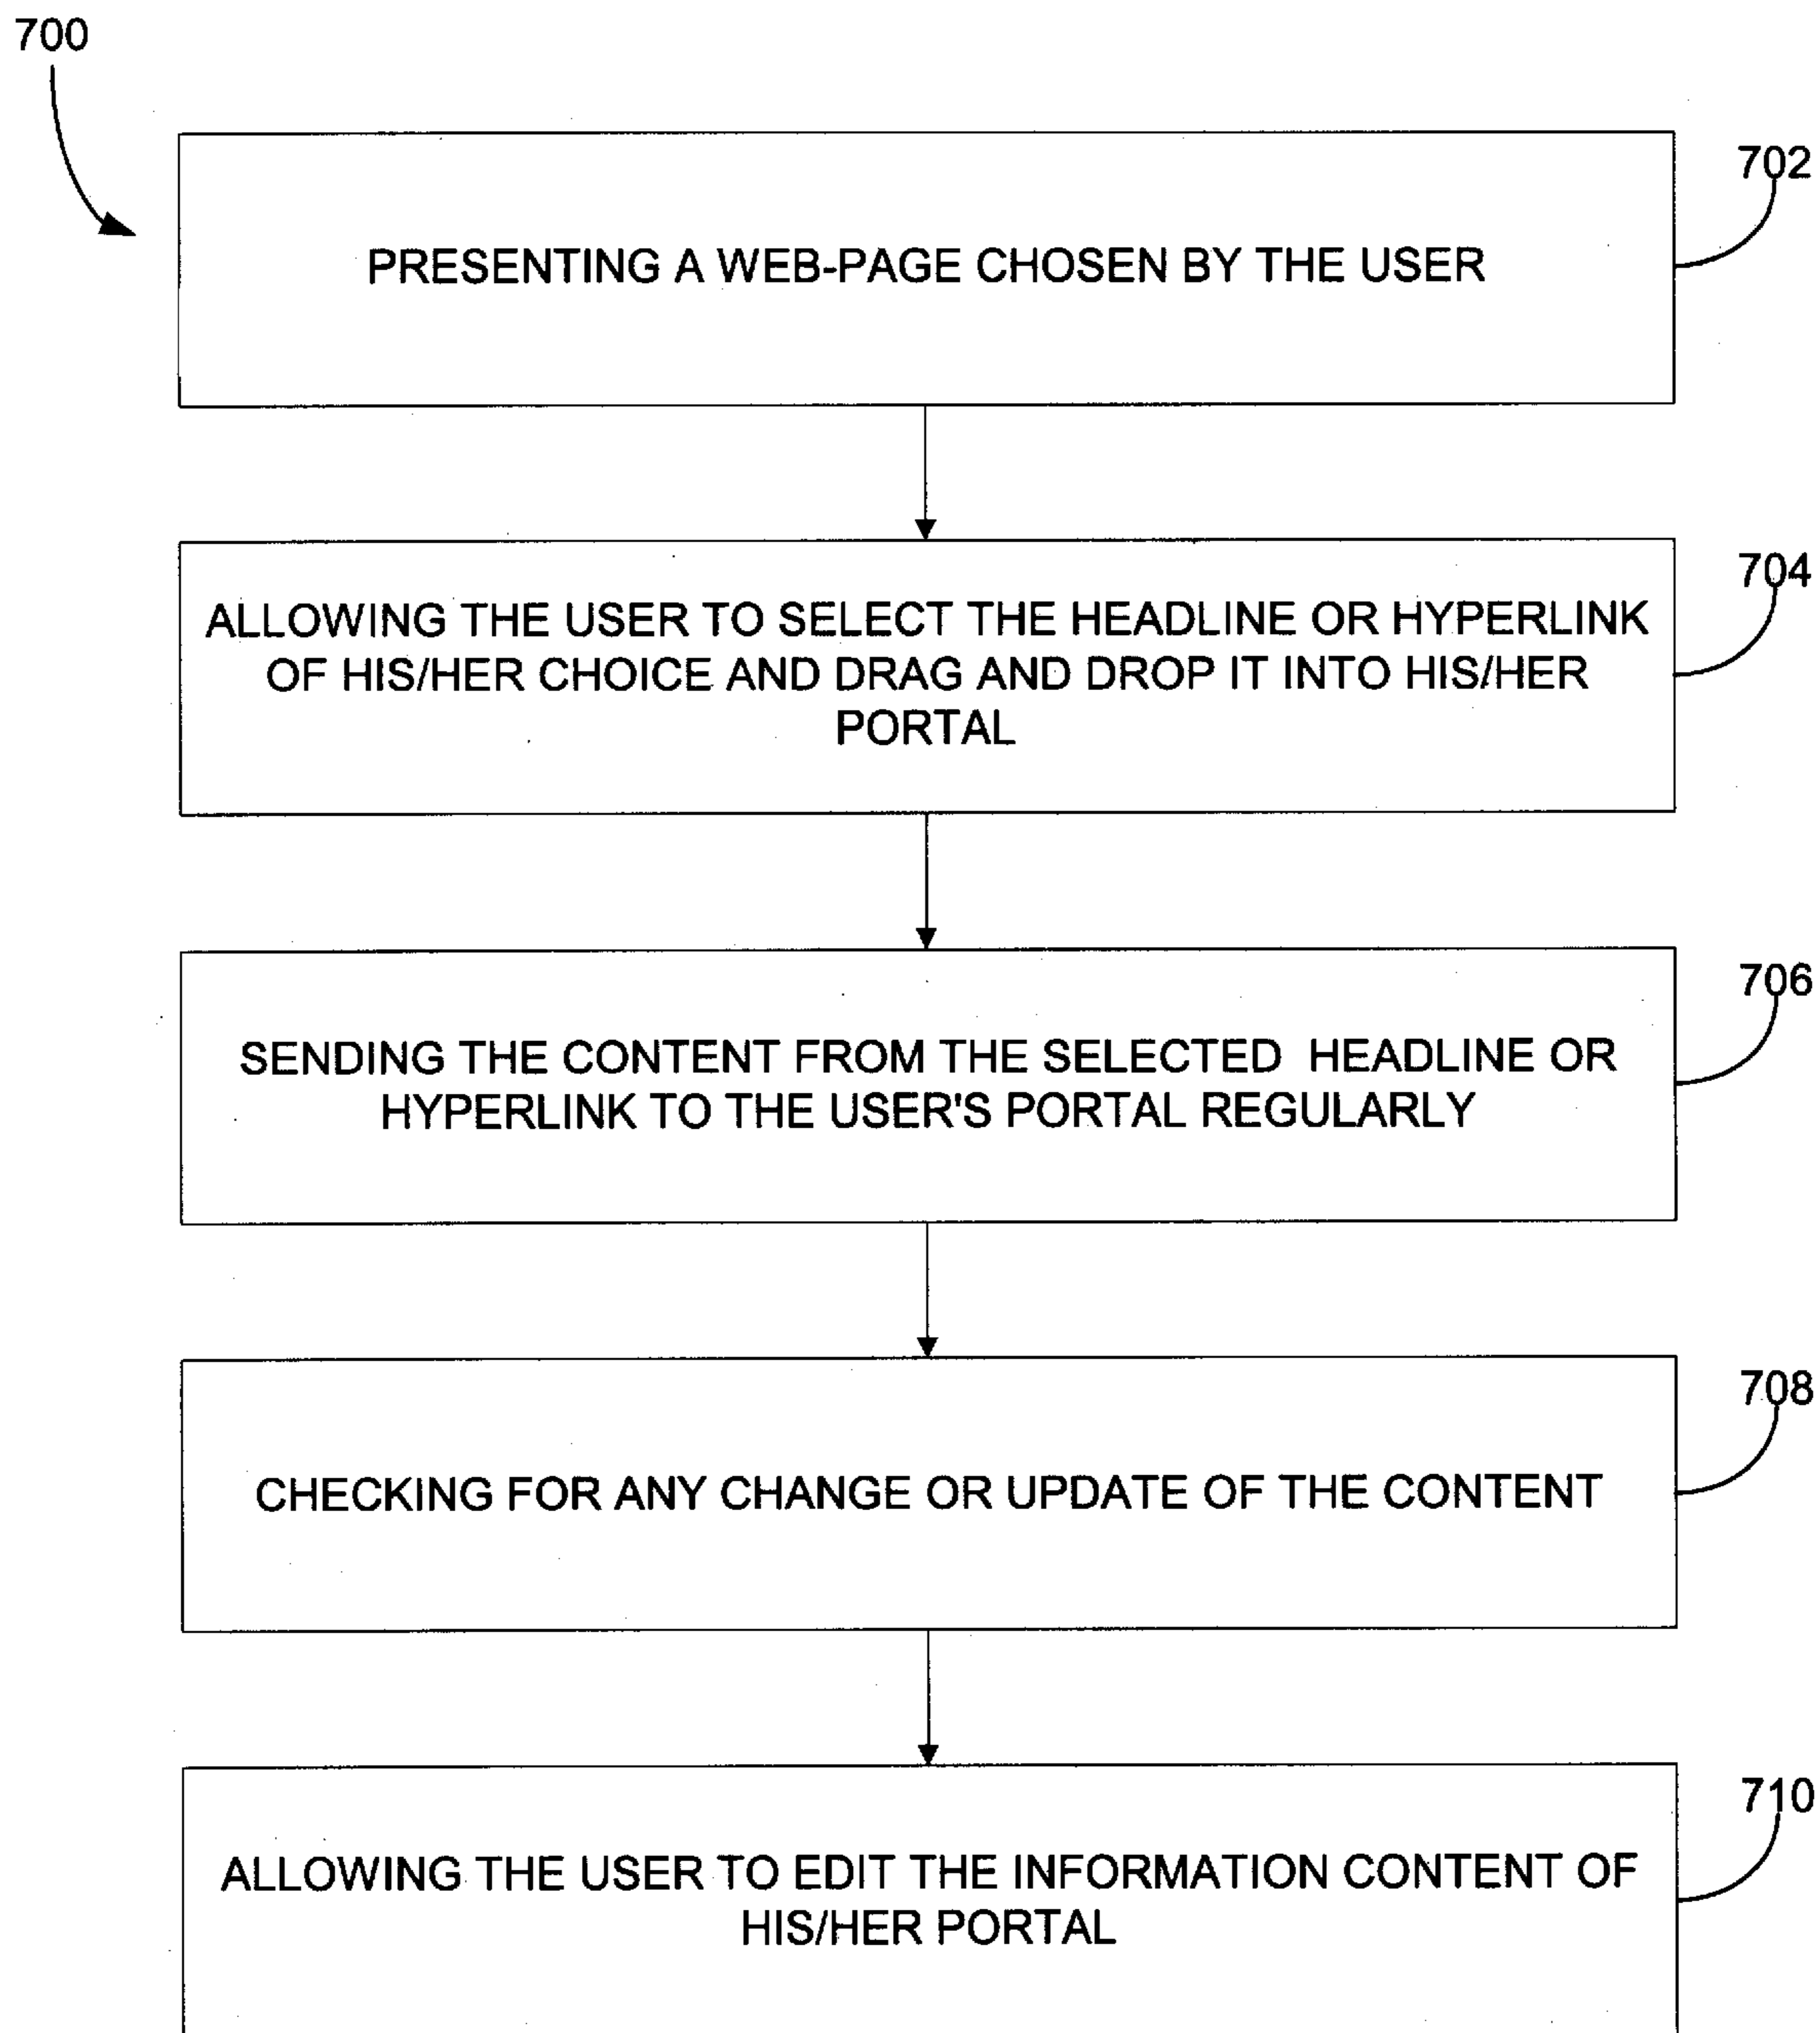 700
702
PRESENTING A WEB-PAGE CHOSEN BY THE USER
704
ALLOWING THE USER TO SELECT THE HEADLINE OR HYPERLINK
OF HIS/HER CHOICE AND DRAG AND DROP IT INTO HIS/HER
PORTAL
706
SENDING THE CONTENT FROM THE SELECTED HEADLINE OR
HYPERLINK TO THE USER'S PORTAL REGULARLY
708
CHECKING FOR ANY CHANGE OR UPDATE OF THE CONTENT
710
ALLOWING THE USER TO EDIT THE INFORMATION CONTENT OF
HIS/HER PORTAL